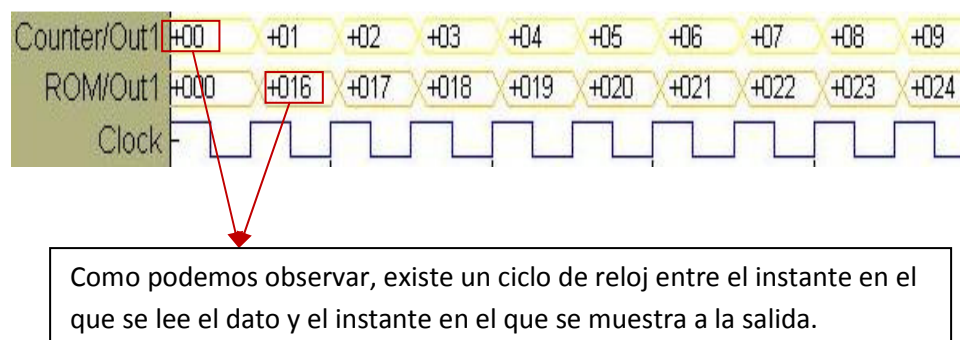 Counter/Out1 +00 +01 +02 +03 +04 +05 +06 +07 +08 +09
ROM/Out1 +000 +016 +017 +018 +019 +020 +021 +022 +023 +024
Clock
Como podemos observar, existe un ciclo de reloj entre el instante en el
que se lee el dato y el instante en el que se muestra a la salida.